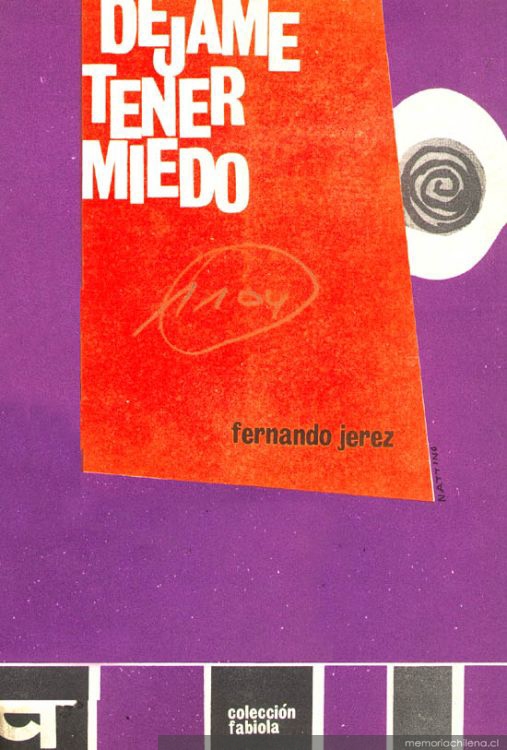 DEJAME
TENER
MIEDO
1104
fernando jerez
NATTINO
colección
fabiola
memoriachilena.cl